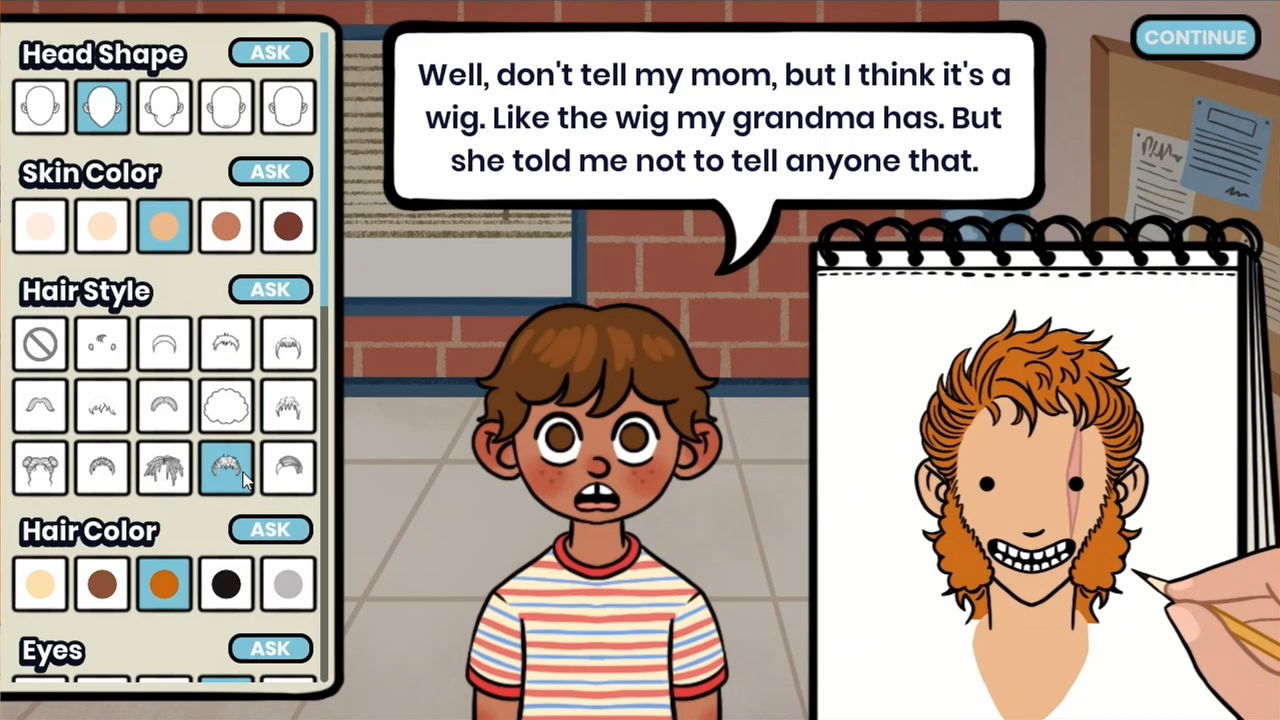 Head Shape ASK
Skin Color ASK
Hair Style ASK
Hair Color ASK
Eyes ASK
Well, don't tell my mom, but I think it's a
wig. Like the wig my grandma has. But
she told me not to tell anyone that.
CONTINUE